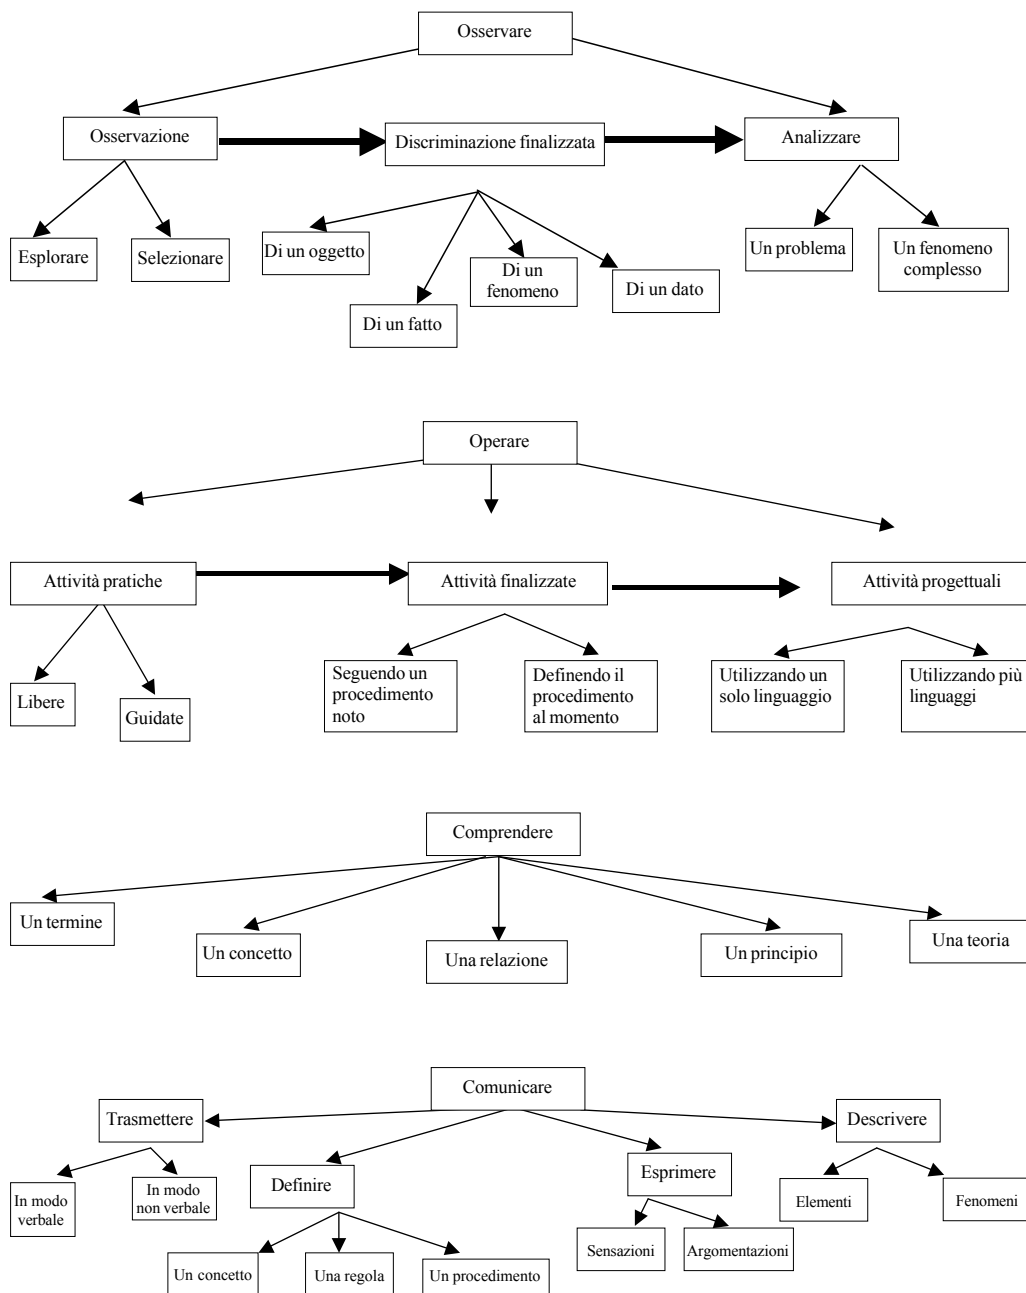 Osservare
Osservazione
Discriminazione finalizzata
Analizzare
Esplorare
Selezionare
Di un oggetto
Di un fatto
Di un
fenomeno
Di un dato
Un problema
Un fenomeno
complesso
Operare
Attività pratiche
Attività finalizzate
Attività progettuali
Libere
Guidate
Seguendo un
procedimento
noto
Definendo il
procedimento
al momento
Utilizzando un
solo linguaggio
Utilizzando più
linguaggi
Comprendere
Un termine
Un concetto
Una relazione
Un principio
Una teoria
Comunicare
Trasmettere
Descrivere
Definire
Esprimere
In modo
verbale
In modo
non verbale
Elementi
Fenomeni
Un concetto
Una regola
Un procedimento
Sensazioni
Argomentazioni